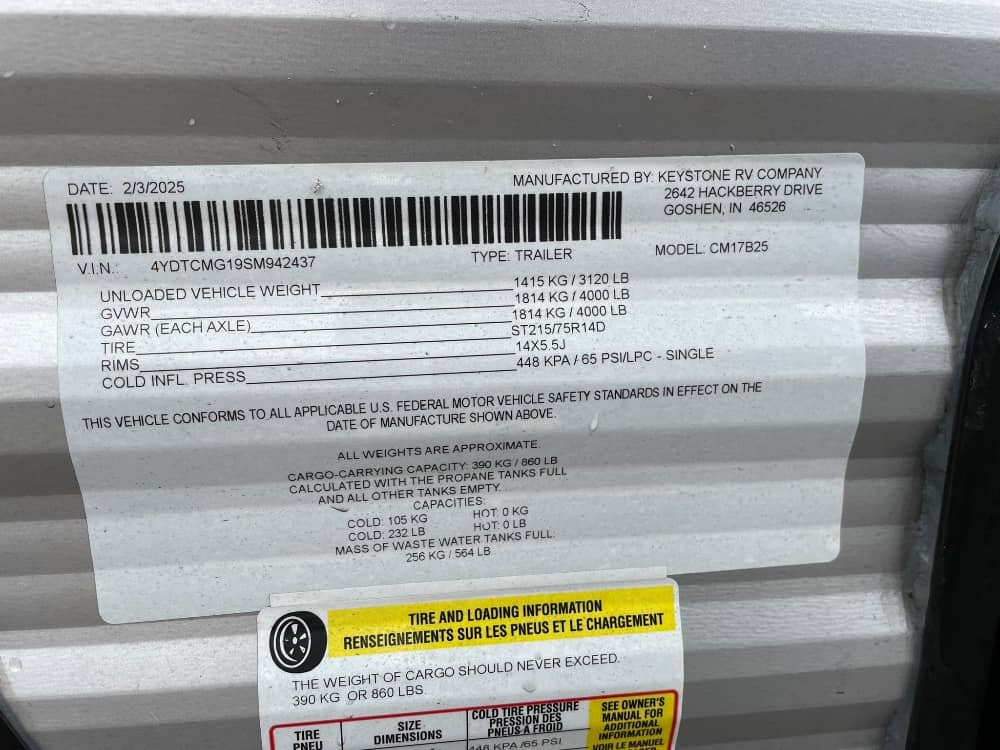 DATE: 2/3/2025
MANUFACTURED BY: KEYSTONE RV COMPANY
2642 HACKBERRY DRIVE
GOSHEN, IN 46526
V.I.N.: 4YDTCMG19SM942437
TYPE: TRAILER
MODEL: CM17B25
UNLOADED VEHICLE WEIGHT 1415 KG / 3120 LB
GVWR 1814 KG / 4000 LB
GAWR (EACH AXLE) 1814 KG / 4000 LB
TIRE ST215/75R14D
RIMS 14X5.5J
COLD INFL. PRESS 448 KPA / 65 PSI/LPC - SINGLE
THIS VEHICLE CONFORMS TO ALL APPLICABLE U.S. FEDERAL MOTOR VEHICLE SAFETY STANDARDS IN EFFECT ON THE
DATE OF MANUFACTURE SHOWN ABOVE.
ALL WEIGHTS ARE APPROXIMATE.
CARGO-CARRYING CAPACITY: 390 KG / 860 LB
CALCULATED WITH THE PROPANE TANKS FULL
AND ALL OTHER TANKS EMPTY.
CAPACITIES:
COLD: 105 KG HOT: 0 KG
COLD: 232 LB HOT: 0 LB
MASS OF WASTE WATER TANKS FULL:
256 KG / 564 LB
TIRE AND LOADING INFORMATION
RENSEIGNEMENTS SUR LES PNEUS ET LE CHARGEMENT
THE WEIGHT OF CARGO SHOULD NEVER EXCEED.
390 KG OR 860 LBS
TIRE
PNEU
SIZE
DIMENSIONS
COLD TIRE PRESSURE
PRESSION DES
PNEUS A FROID
SEE OWNER'S
MANUAL FOR
ADDITIONAL
INFORMATION
VOIR LE MANUEL
448 KPA /65 PSI